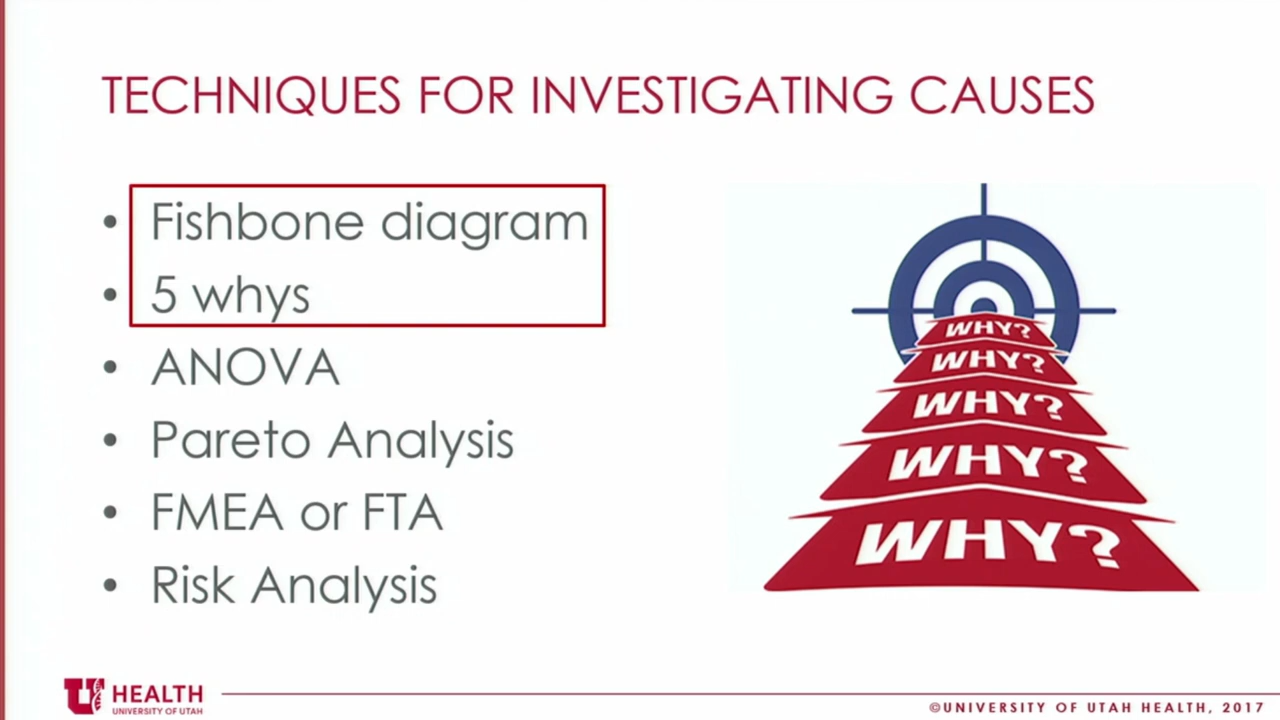 TECHNIQUES FOR INVESTIGATING CAUSES
• Fishbone diagram
• 5 whys
• ANOVA
• Pareto Analysis
• FMEA or FTA
• Risk Analysis
WHY?
WHY?
WHY?
WHY?
WHY?
U HEALTH
UNIVERSITY OF UTAH
©UNIVERSITY OF UTAH HEALTH, 2017